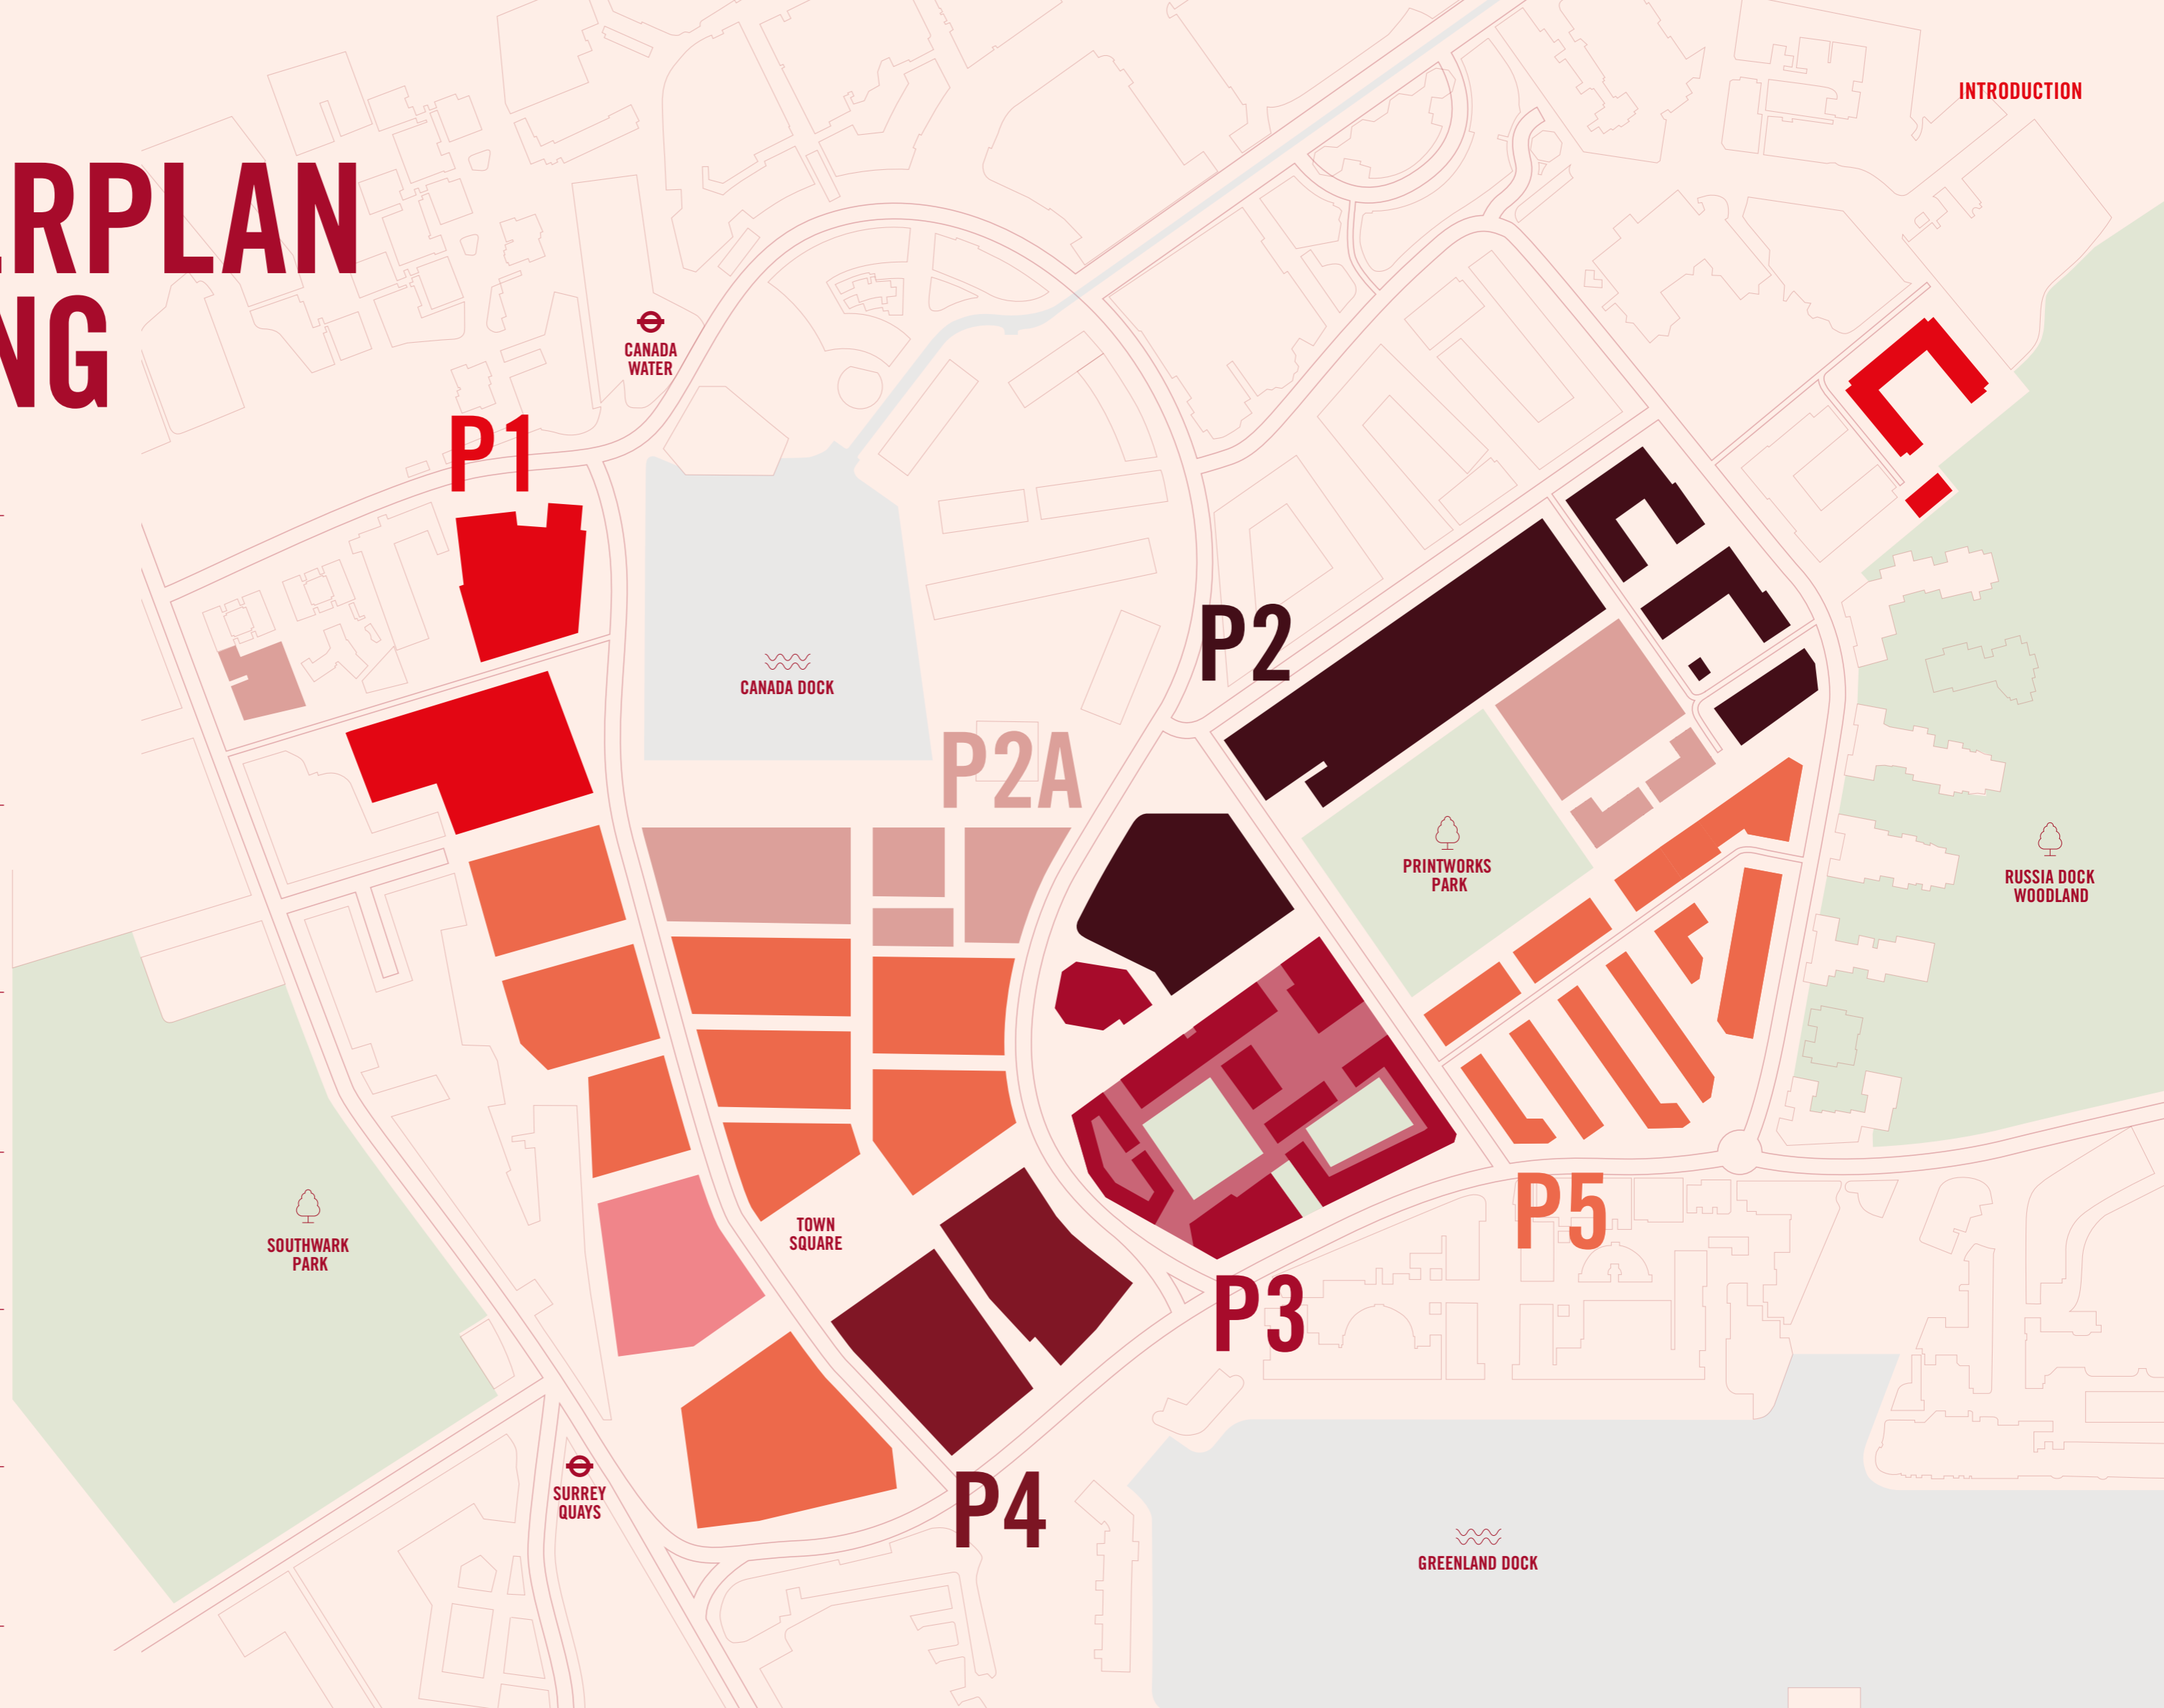 INTRODUCTION
ERPLAN
NG
CANADA
WATER
P1
P2
CANADA DOCK
P2A
PRINTWORKS
PARK
RUSSIA DOCK
WOODLAND
SOUTHWARK
PARK
TOWN
SQUARE
P5
P3
SURREY
QUAYS
P4
GREENLAND DOCK